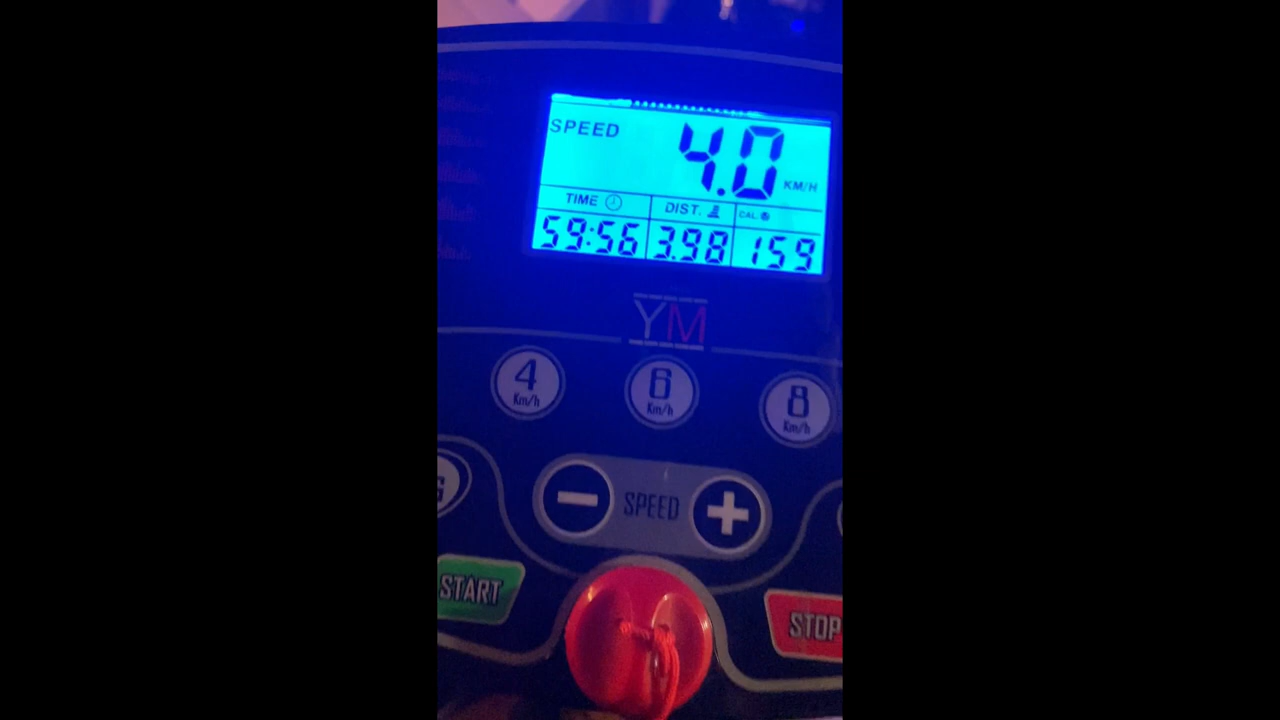 SPEED 4.0 KM/H
TIME DIST. CAL
59:56 3.98 159
YM
4 6 8
Km/h Km/h Km/h
SPEED
START
STOP